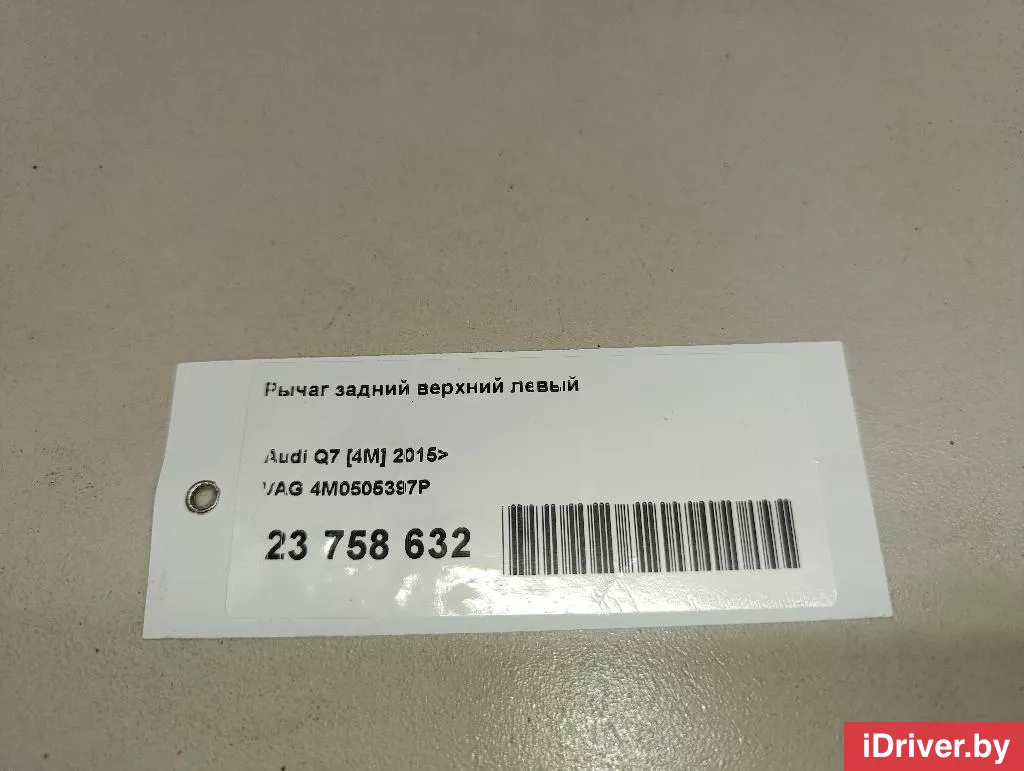 Рычаг задний верхний левый
Audi Q7 [4M] 2015>
VAG 4M0505397P
23 758 632
iDriver.by